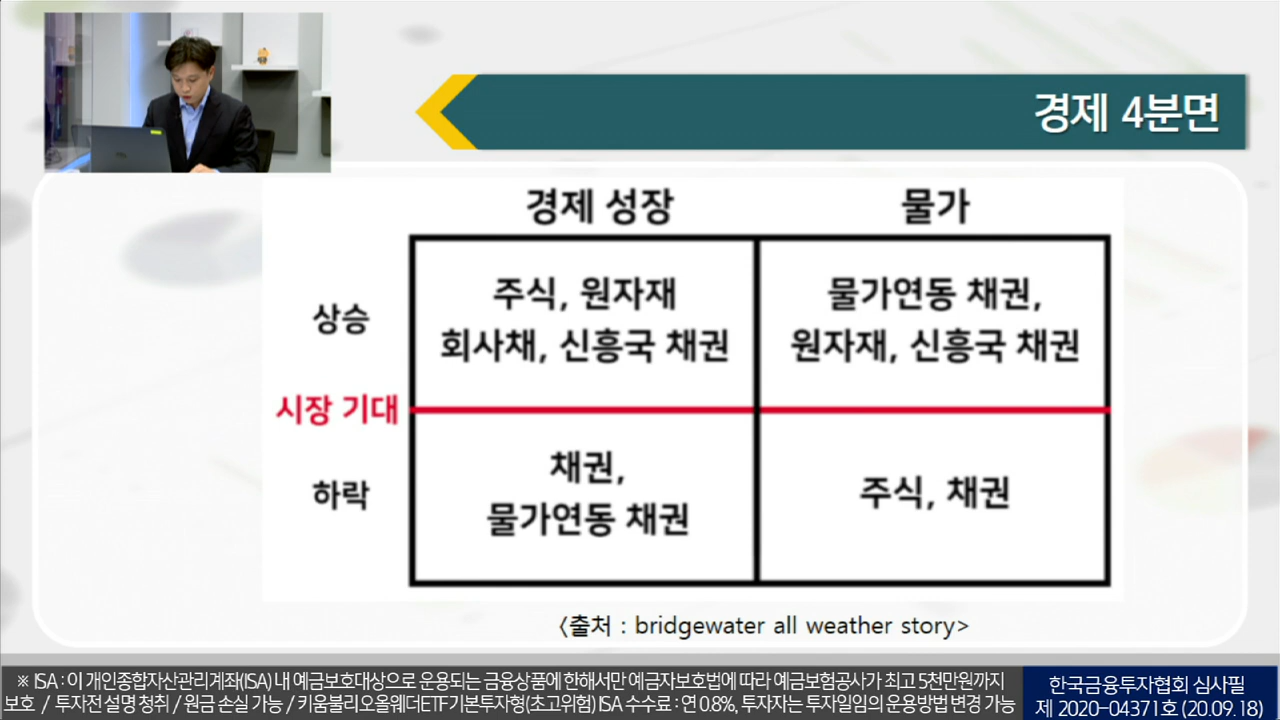 경제 4분면
경제 성장
물가
상승
주식, 원자재
회사채, 신흥국 채권
물가연동 채권,
원자재, 신흥국 채권
시장 기대
하락
채권,
물가연동 채권
주식, 채권
<출처 : bridgewater all weather story>
※ ISA : 이 개인종합자산관리계좌(ISA) 내 예금보호대상으로 운용되는 금융상품에 한해서만 예금자보호법에 따라 예금보험공사가 최고 5천만원까지
보호 / 투자전 설명 청취 / 원금 손실 가능 / 키움불리오올웨더ETF기본투자형(초고위험) ISA 수수료 : 연 0.8%, 투자자는 투자일임의 운용방법 변경 가능
한국금융투자협회 심사필
제 2020-04371호 (20.09.18)